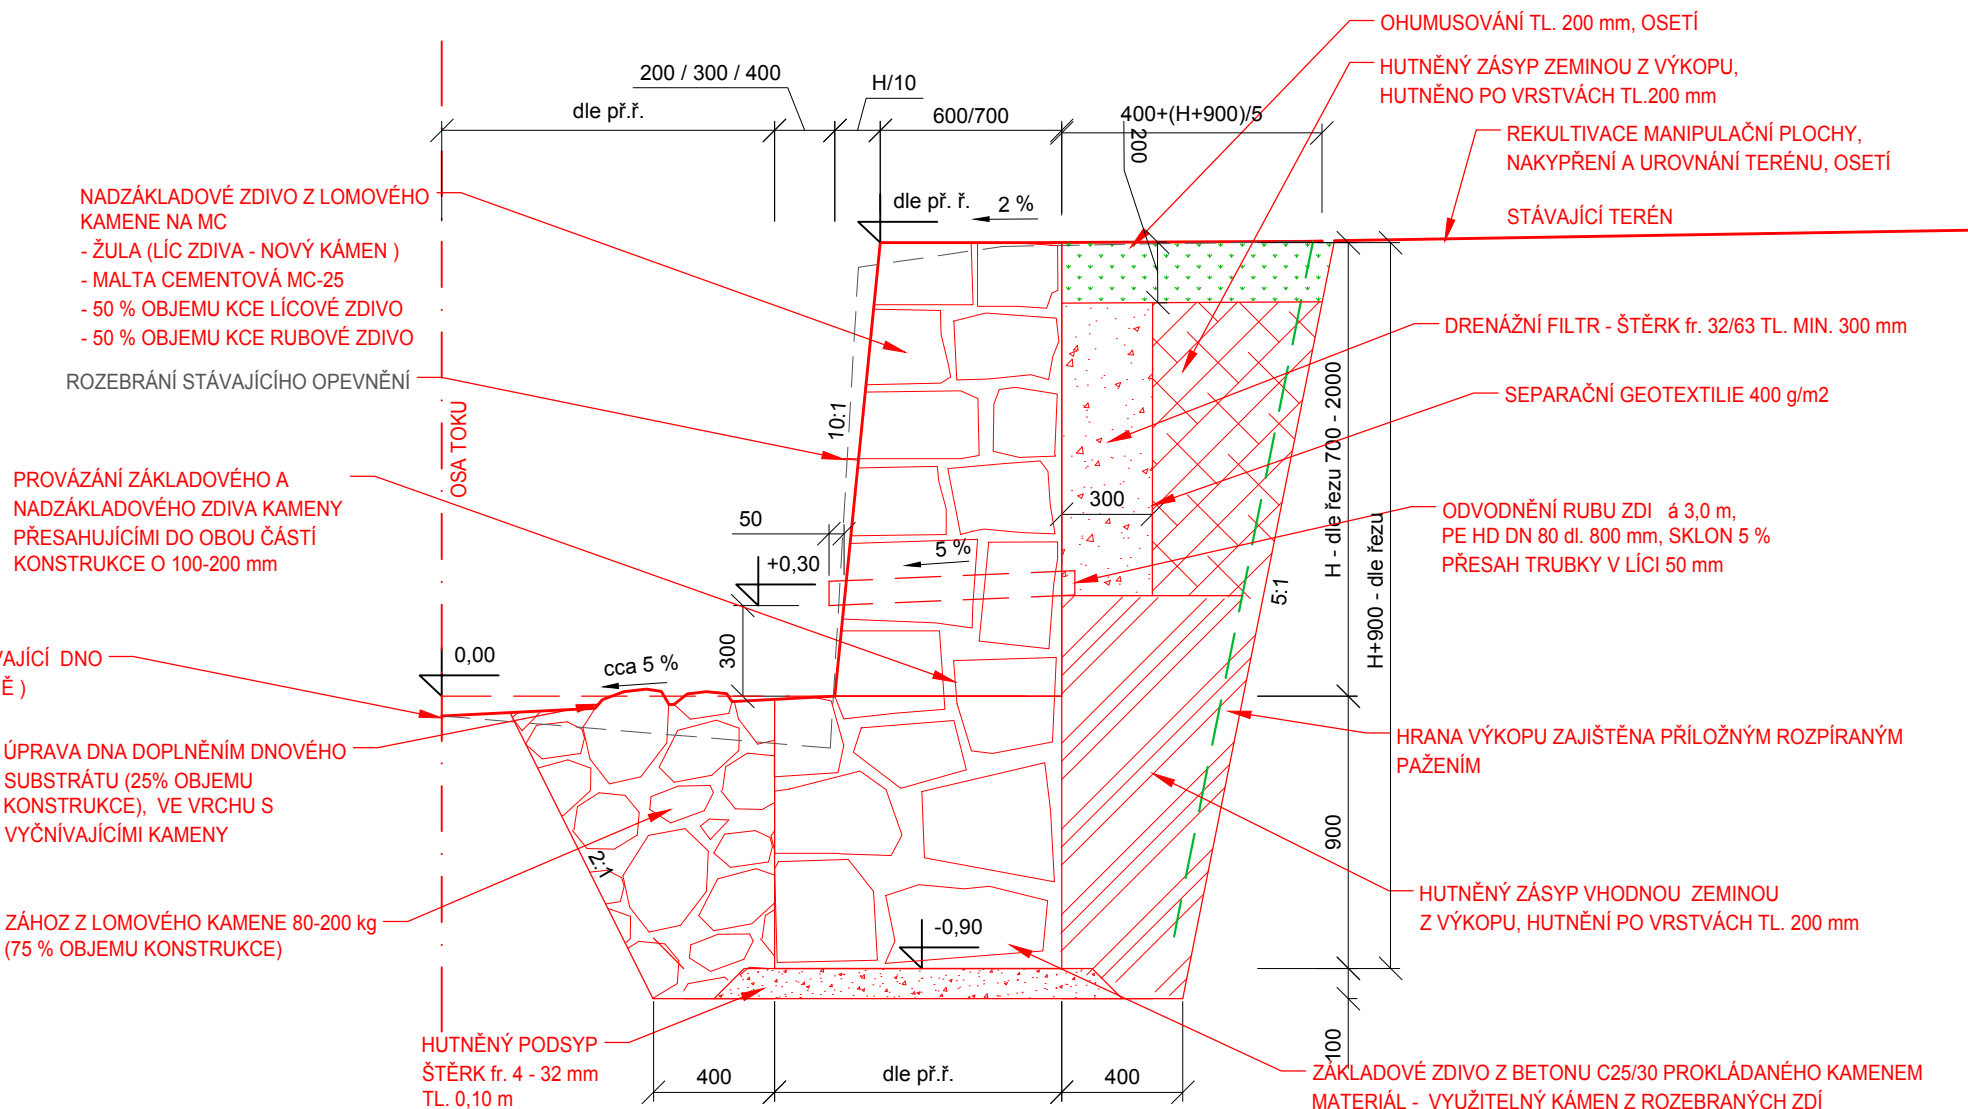 OHUMUSOVÁNÍ TL. 200 mm, OSETÍ
HUTNĚNÝ ZÁSYP ZEMINOU Z VÝKOPU,
HUTNĚNO PO VRSTVÁCH TL.200 mm
200 / 300 / 400
H/10
dle př.ř.
600/700
400+(H+900)/5
200
REKULTIVACE MANIPULAČNÍ PLOCHY,
NAKYPŘENÍ A UROVNÁNÍ TERÉNU, OSETÍ
STÁVAJÍCÍ TERÉN
NADZÁKLADOVÉ ZDIVO Z LOMOVÉHO
KAMENE NA MC
- ŽULA (LÍC ZDIVA - NOVÝ KÁMEN )
- MALTA CEMENTOVÁ MC-25
- 50 % OBJEMU KCE LÍCOVÉ ZDIVO
- 50 % OBJEMU KCE RUBOVÉ ZDIVO
dle př. ř.
2 %
DRENÁŽNÍ FILTR - ŠTĚRK fr. 32/63 TL. MIN. 300 mm
ROZEBRÁNÍ STÁVAJÍCÍHO OPEVNĚNÍ
SEPARAČNÍ GEOTEXTILIE 400 g/m2
OSA TOKU
10:1
H - dle řezu 700 - 2000
H+900 - dle řezu
PROVÁZÁNÍ ZÁKLADOVÉHO A
NADZÁKLADOVÉHO ZDIVA KAMENY
PŘESAHUJÍCÍMI DO OBOU ČÁSTÍ
KONSTRUKCE O 100-200 mm
300
50
5 %
+0,30
ODVODNĚNÍ RUBU ZDI á 3,0 m,
PE HD DN 80 dl. 800 mm, SKLON 5 %
PŘESAH TRUBKY V LÍCI 50 mm
5:1
300
VAJÍCÍ DNO
Ě )
0,00
cca 5 %
ÚPRAVA DNA DOPLNĚNÍM DNOVÉHO
SUBSTRÁTU (25% OBJEMU
KONSTRUKCE), VE VRCHU S
VYČNÍVAJÍCÍMI KAMENY
HRANA VÝKOPU ZAJIŠTĚNA PŘÍLOŽNÝM ROZPÍRANÝM
PAŽENÍM
900
2:1
ZÁHOZ Z LOMOVÉHO KAMENE 80-200 kg
(75 % OBJEMU KONSTRUKCE)
-0,90
HUTNĚNÝ ZÁSYP VHODNOU ZEMINOU
Z VÝKOPU, HUTNĚNÍ PO VRSTVÁCH TL. 200 mm
100
HUTNĚNÝ PODSYP
ŠTĚRK fr. 4 - 32 mm
TL. 0,10 m
400
dle př.ř.
400
ZÁKLADOVÉ ZDIVO Z BETONU C25/30 PROKLÁDANÉHO KAMENEM
MATERIÁL - VYUŽITELNÝ KÁMEN Z ROZEBRANÝCH ZDÍ